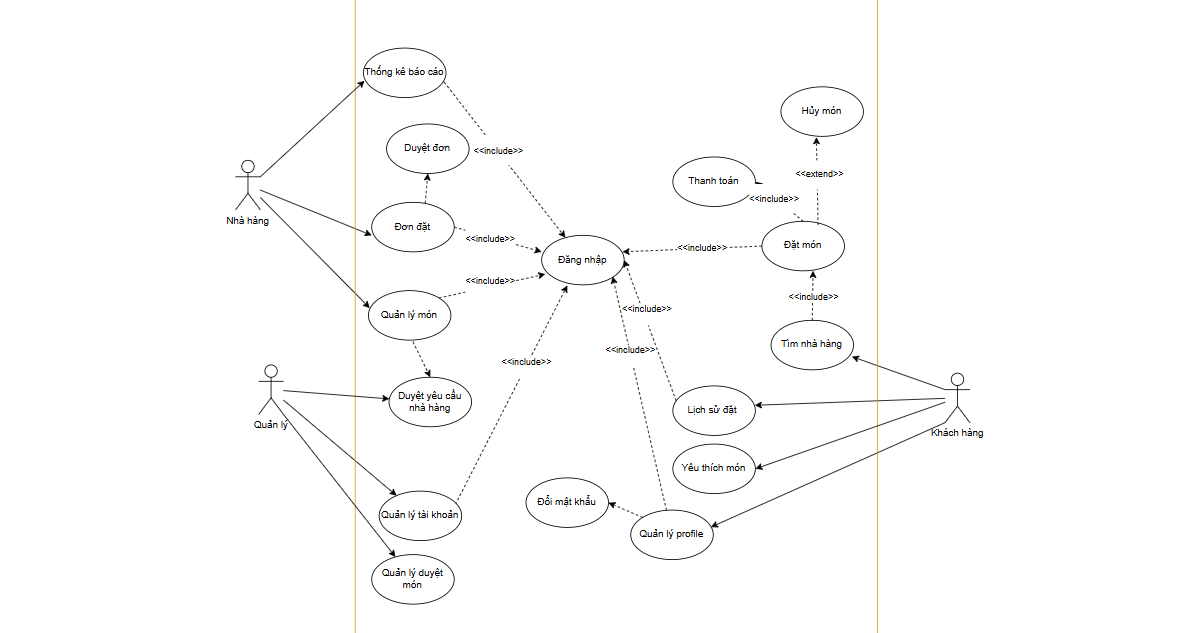 Thống kê báo cáo
Hủy món
Duyệt đơn
<<include>>
<<extend>>
Thanh toán
<<include>>
Nhà hàng
Đơn đặt
<<include>>
<<include>>
Đặt món
Đăng nhập
<<include>>
<<include>>
<<include>>
Quản lý món
Tìm nhà hàng
<<include>>
<<include>>
Duyệt yêu cầu
nhà hàng
Lịch sử đặt
Quản lý
Khách hàng
Yêu thích món
Đổi mật khẩu
Quản lý tài khoản
Quản lý profile
Quản lý duyệt
món